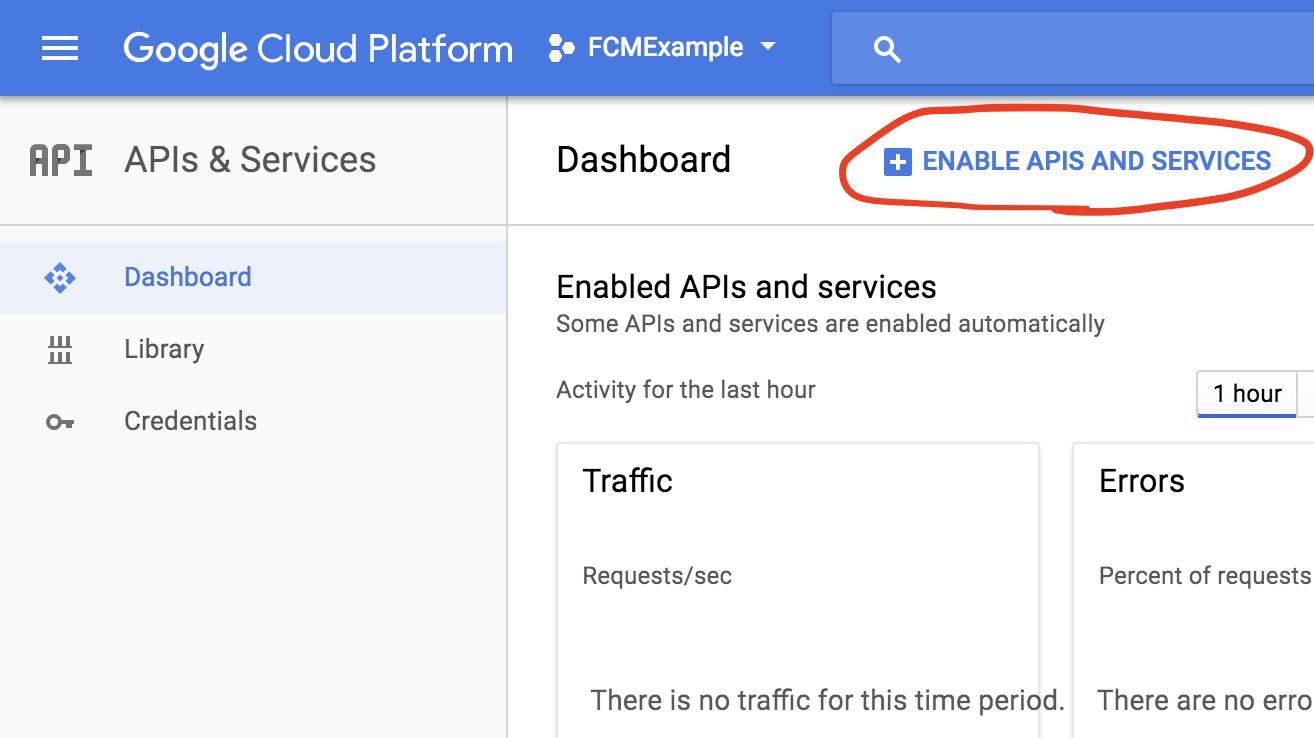 Google Cloud Platform FCMExample
API APIs & Services
Dashboard ENABLE APIS AND SERVICES
Dashboard
Library
Credentials
Enabled APIs and services
Some APIs and services are enabled automatically
Activity for the last hour
1 hour
Traffic
Requests/sec
There is no traffic for this time period.
Errors
Percent of requests
There are no erro